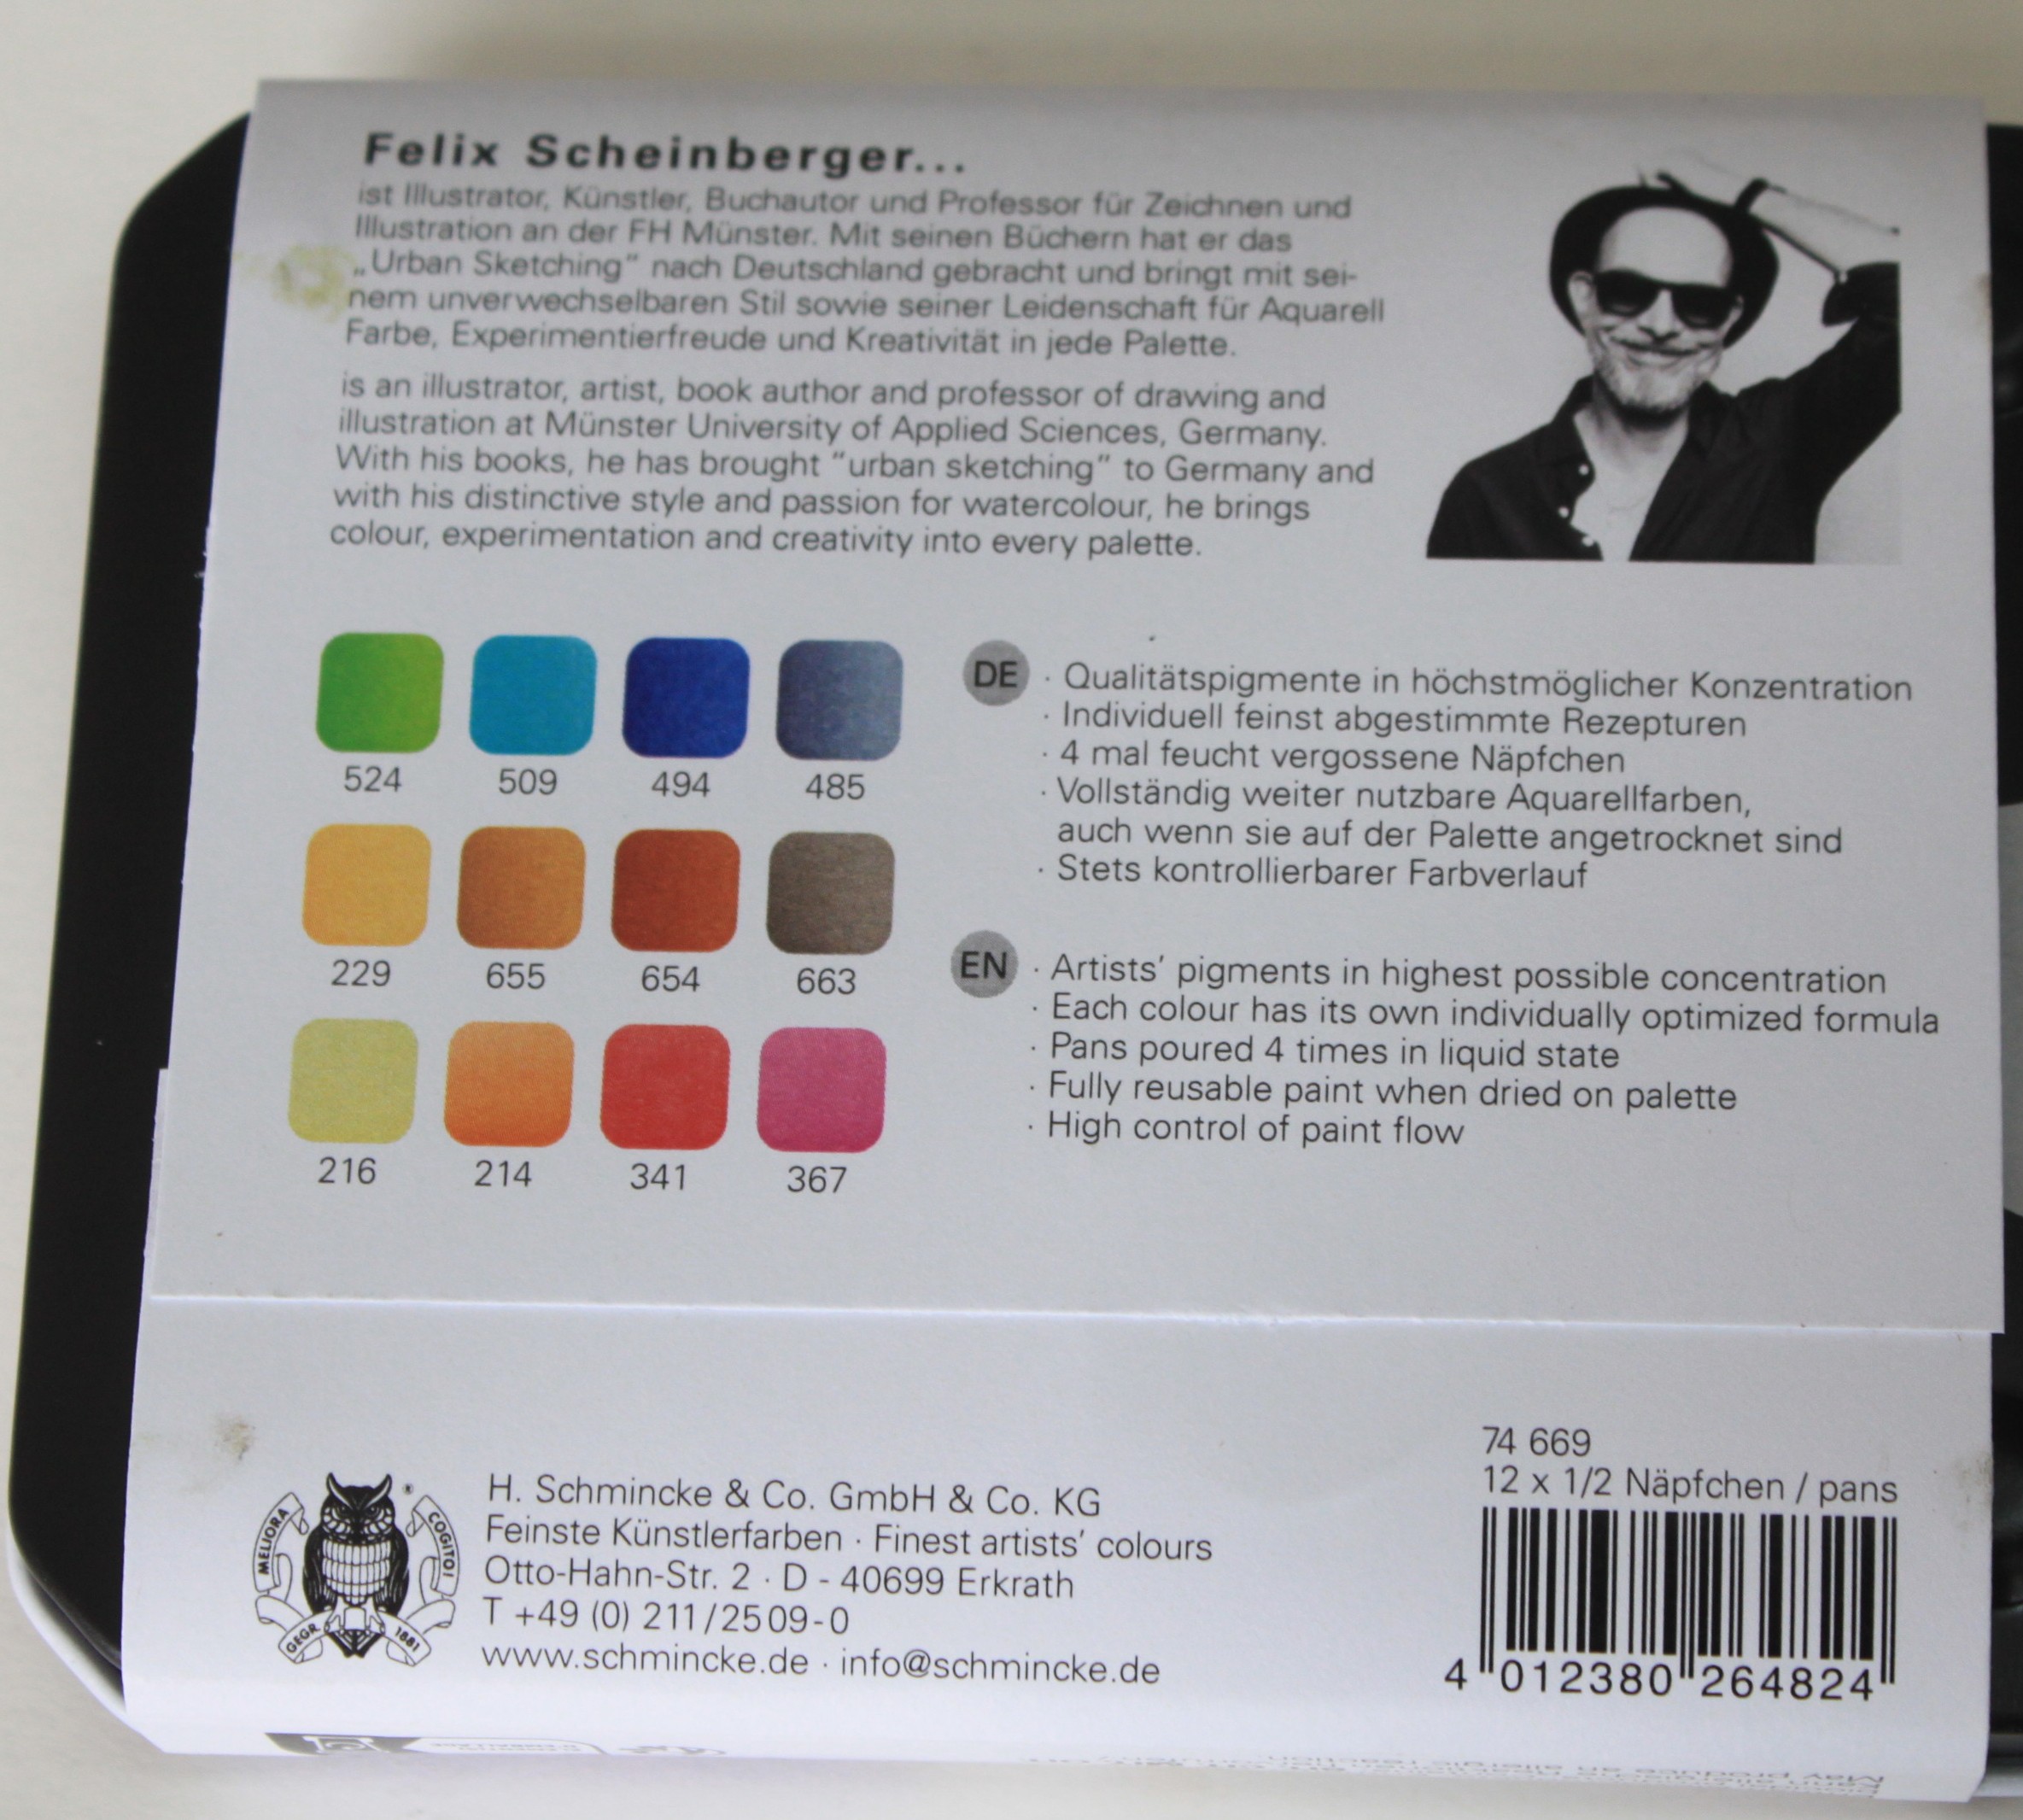 Felix Scheinberger...
ist Illustrator, Künstler, Buchautor und Professor für Zeichnen und
Illustration an der FH Münster. Mit seinen Büchern hat er das
„Urban Sketching“ nach Deutschland gebracht und bringt mit sei-
nem unverwechselbaren Stil sowie seiner Leidenschaft für Aquarell
Farbe, Experimentierfreude und Kreativität in jede Palette.
is an illustrator, artist, book author and professor of drawing and
illustration at Münster University of Applied Sciences, Germany.
With his books, he has brought “urban sketching” to Germany and
with his distinctive style and passion for watercolour, he brings
colour, experimentation and creativity into every palette.
524 509 494 485
229 655 654 663
216 214 341 367
DE · Qualitätspigmente in höchstmöglicher Konzentration
· Individuell feinst abgestimmte Rezepturen
· 4 mal feucht vergossene Näpfchen
· Vollständig weiter nutzbare Aquarellfarben,
auch wenn sie auf der Palette angetrocknet sind
· Stets kontrollierbarer Farbverlauf
EN · Artists’ pigments in highest possible concentration
· Each colour has its own individually optimized formula
· Pans poured 4 times in liquid state
· Fully reusable paint when dried on palette
· High control of paint flow
MELIORA COGITO!
GEGR. 1881
®
H. Schmincke & Co. GmbH & Co. KG
Feinste Künstlerfarben · Finest artists’ colours
Otto-Hahn-Str. 2 · D - 40699 Erkrath
T +49 (0) 211/2509-0
www.schmincke.de · info@schmincke.de
74 669
12 x 1/2 Näpfchen / pans
4 012380 264824
May produce an allergic reaction